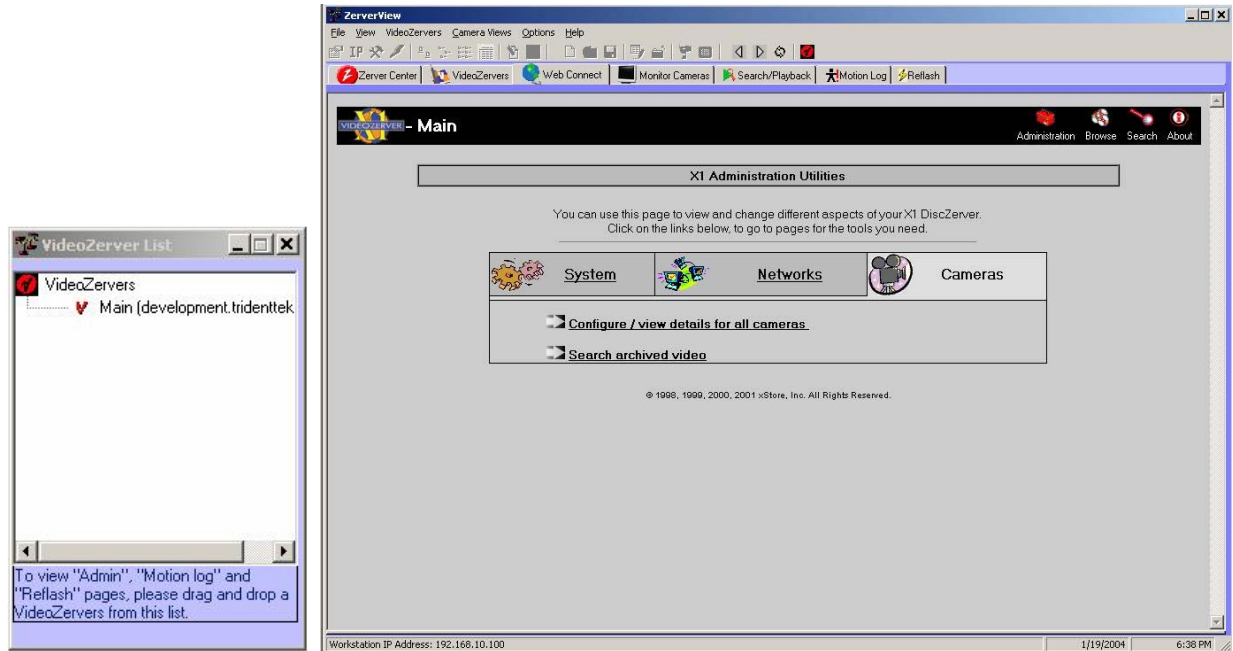 VideoZerver List
VideoZervers
Main (development.tridenttek
To view "Admin", "Motion log" and
"Reflash" pages, please drag and drop a
VideoZervers from this list.
ZerverView
File View VideoZervers Camera Views Options Help
IP
Zerver Center VideoZervers Web Connect Monitor Cameras Search/Playback Motion Log Reflash
VIDEOZERVER - Main
Administration Browse Search About
X1 Administration Utilities
You can use this page to view and change different aspects of your X1 DiscZerver.
Click on the links below, to go to pages for the tools you need.
System Networks Cameras
Configure / view details for all cameras
Search archived video
© 1998, 1999, 2000, 2001 xStore, Inc. All Rights Reserved.
Workstation IP Address: 192.168.10.100 1/19/2004 6:38 PM